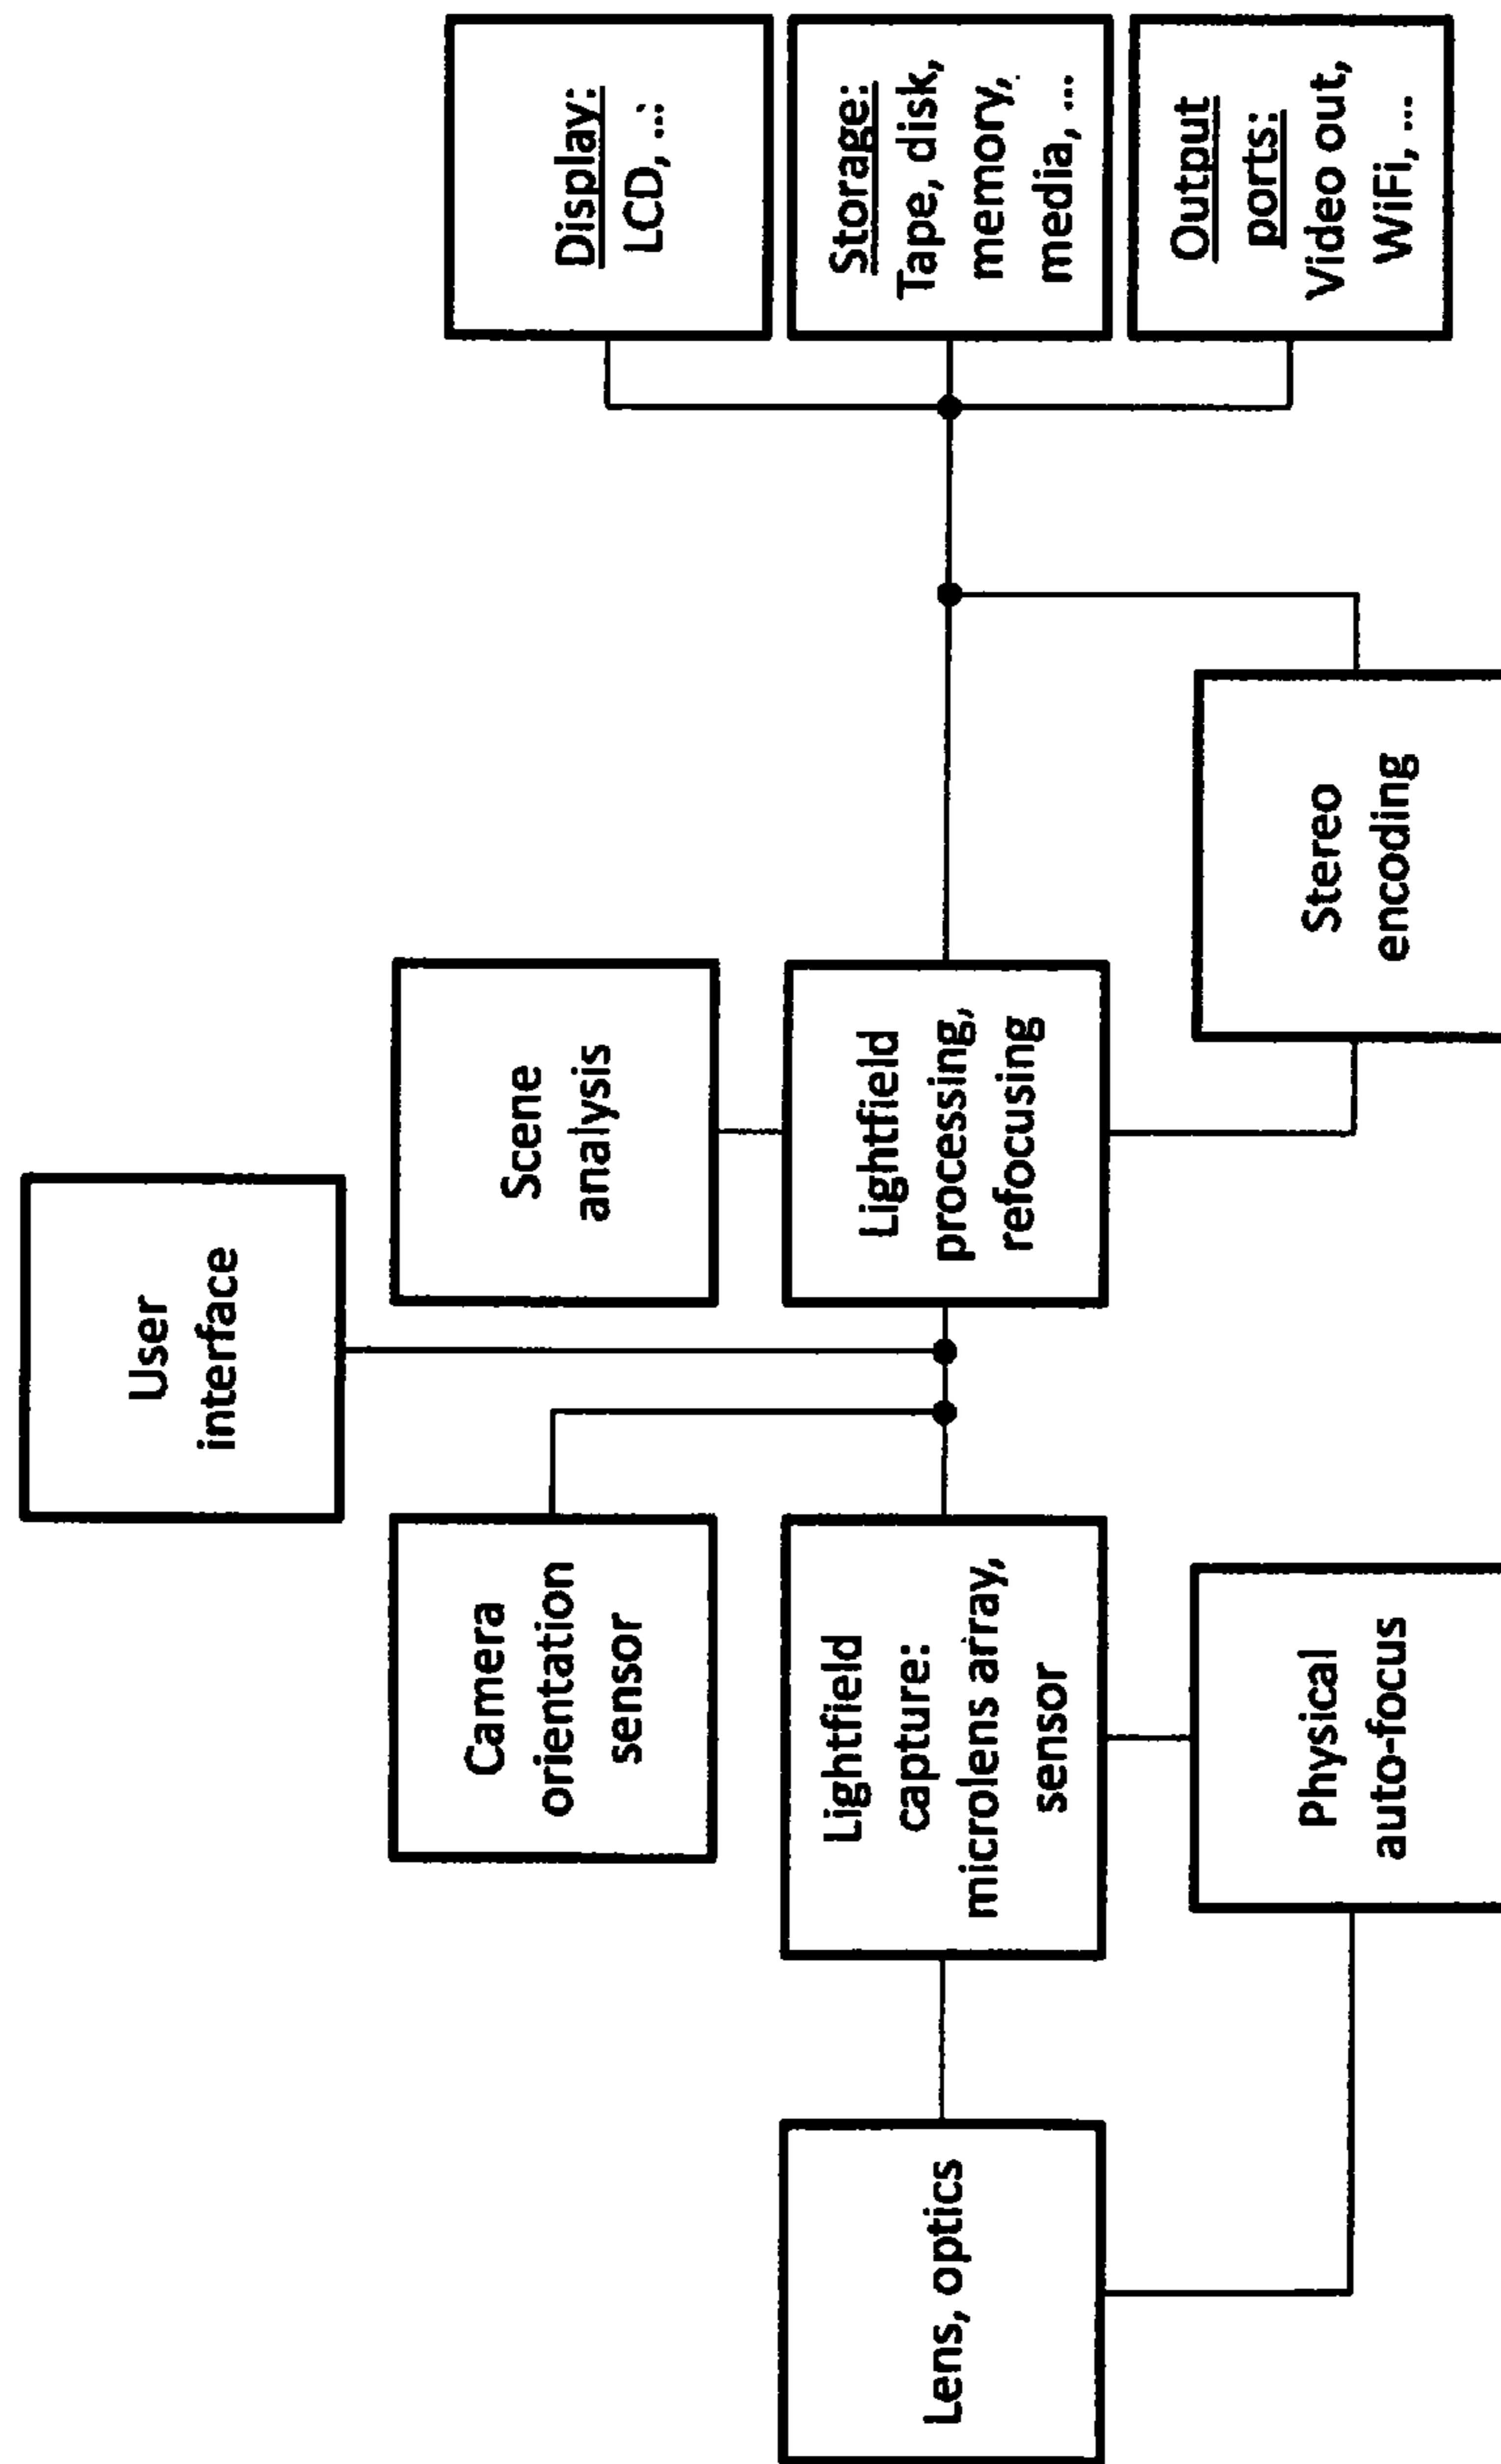 User
interface
Camera
orientation
sensor
Scene
analysis
Display:
LCD, ...
Lens, optics
Lightfield
capture:
microlens array,
sensor
Lightfield
processing,
refocusing
Storage:
Tape, disk,
memory,
media, ...
Physical
auto-focus
Stereo
encoding
Output
ports:
Video out,
WiFi, ...